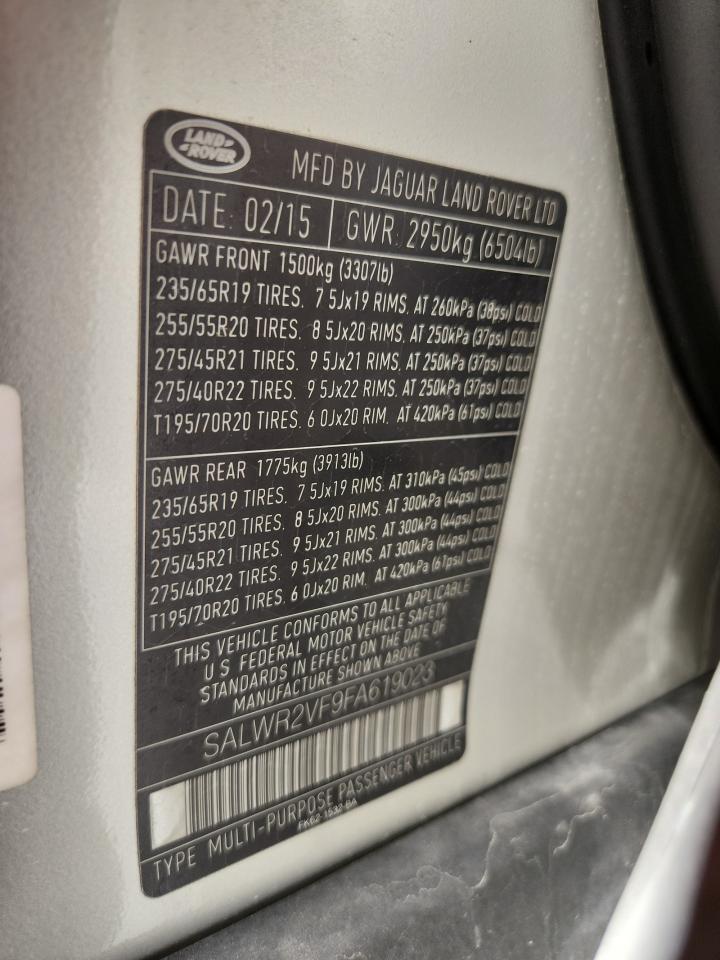 LAND
ROVER
MFD BY JAGUAR LAND ROVER LTD
DATE: 02/15 GWR: 2950kg (6504lb)
GAWR FRONT 1500kg (3307lb)
235/65R19 TIRES. 7 5Jx19 RIMS. AT 260kPa (38psi) COLD
255/55R20 TIRES. 8 5Jx20 RIMS. AT 250kPa (37psi) COLD
275/45R21 TIRES. 9 5Jx21 RIMS. AT 250kPa (37psi) COLD
275/40R22 TIRES. 9 5Jx22 RIMS. AT 250kPa (37psi) COLD
T195/70R20 TIRES. 6 0Jx20 RIM. AT 420kPa (61psi) COLD
GAWR REAR 1775kg (3913lb)
235/65R19 TIRES. 7 5Jx19 RIMS. AT 310kPa (45psi) COLD
255/55R20 TIRES. 8 5Jx20 RIMS. AT 300kPa (44psi) COLD
275/45R21 TIRES. 9 5Jx21 RIMS. AT 300kPa (44psi) COLD
275/40R22 TIRES. 9 5Jx22 RIMS. AT 300kPa (44psi) COLD
T195/70R20 TIRES. 6 0Jx20 RIM. AT 420kPa (61psi) COLD
THIS VEHICLE CONFORMS TO ALL APPLICABLE
U S FEDERAL MOTOR VEHICLE SAFETY
STANDARDS IN EFFECT ON THE DATE OF
MANUFACTURE SHOWN ABOVE
SALWR2VF9FA619023
TYPE MULTI-PURPOSE PASSENGER VEHICLE